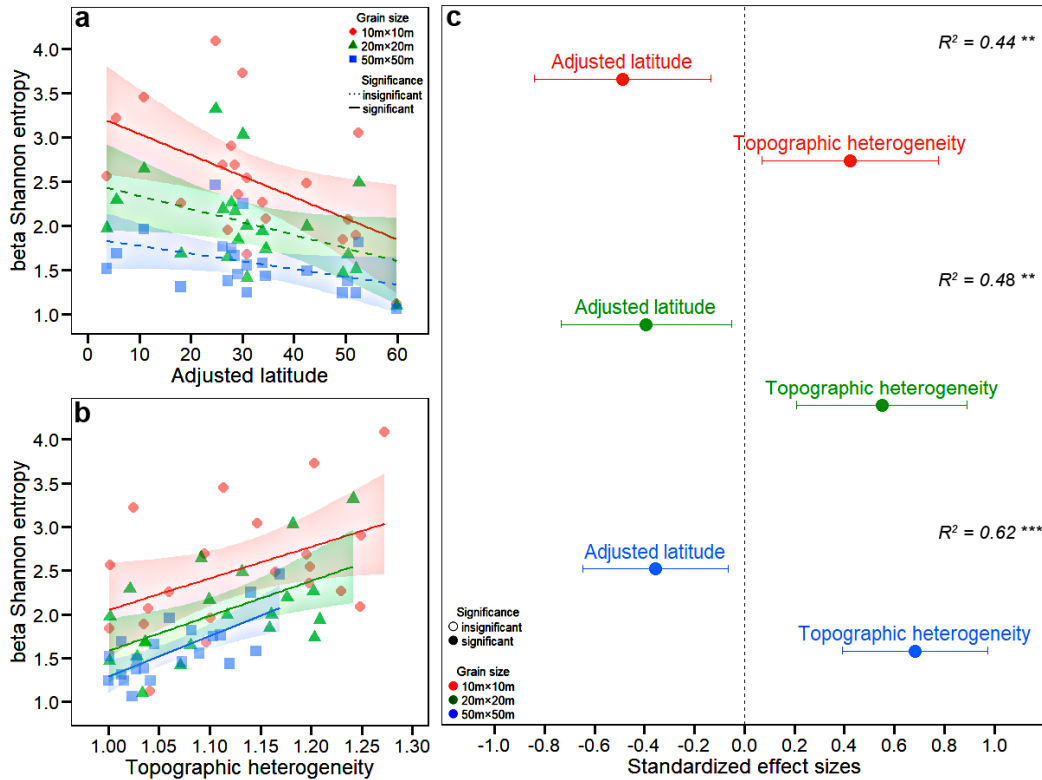 a
Grain size
10m×10m
20m×20m
50m×50m
Significance
insignificant
significant
beta Shannon entropy
4.0
3.5
3.0
2.5
2.0
1.5
1.0
0 10 20 30 40 50 60
Adjusted latitude
b
beta Shannon entropy
4.0
3.5
3.0
2.5
2.0
1.5
1.0
1.00 1.05 1.10 1.15 1.20 1.25 1.30
Topographic heterogeneity
c
R² = 0.44 **
Adjusted latitude
Topographic heterogeneity
R² = 0.48 **
Adjusted latitude
Topographic heterogeneity
R² = 0.62 ***
Adjusted latitude
Topographic heterogeneity
Significance
insignificant
significant
Grain size
10m×10m
20m×20m
50m×50m
-1.0 -0.8 -0.6 -0.4 -0.2 0.0 0.2 0.4 0.6 0.8 1.0
Standardized effect sizes